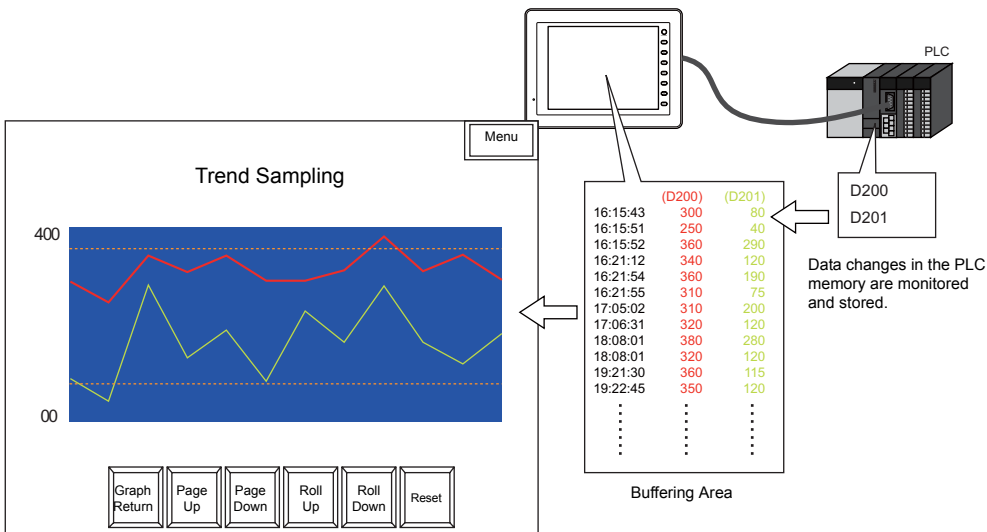 PLC
Menu
Trend Sampling
400
00
Graph
Return
Page
Up
Page
Down
Roll
Up
Roll
Down
Reset
(D200) (D201)
16:15:43 300 80
16:15:51 250 40
16:15:52 360 290
16:21:12 340 120
16:21:54 360 190
16:21:55 310 75
17:05:02 310 200
17:06:31 320 120
18:08:01 380 280
18:08:01 320 120
19:21:30 360 115
19:22:45 350 120
Buffering Area
D200
D201
Data changes in the PLC
memory are monitored
and stored.